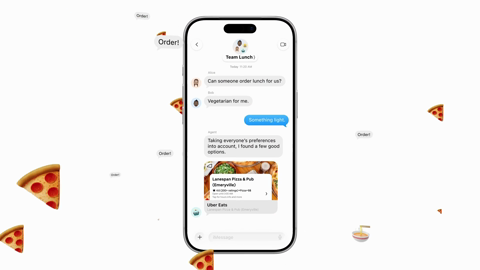 Order!
Order!
Team Lunch
Can someone order lunch for us?
Vegetarian for me.
Something light.
Order!
Taking everyone's preferences
into account, I found a few good
options.
Order!
Lanespan Pizza & Pub
(Emeryville)
Uber Eats